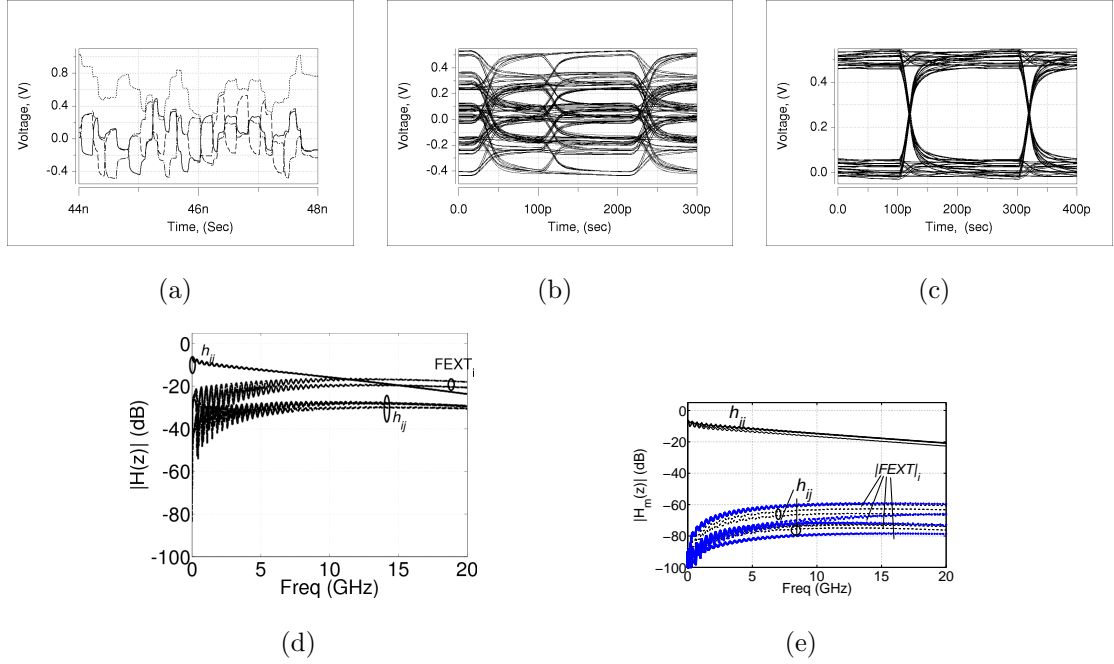 Voltage, (V)
0.8
0.4
0.0
-0.4
44n 46n 48n
Time, (Sec)
(a)
Voltage, (V)
0.4
0.2
0.0
-0.2
-0.4
0.0 100p 200p 300p
Time, (sec)
(b)
Voltage, (V)
0.4
0.2
0.0
0.0 100p 200p 300p 400p
Time, (sec)
(c)
|H(z)| (dB)
0
-20
-40
-60
-80
-100
h_ii
FEXT_i
h_ij
0 5 10 15 20
Freq (GHz)
(d)
|H_m(z)| (dB)
0
−20
−40
−60
−80
−100
h_ii
h_ij
|FEXT|_i
0 5 10 15 20
Freq (GHz)
(e)